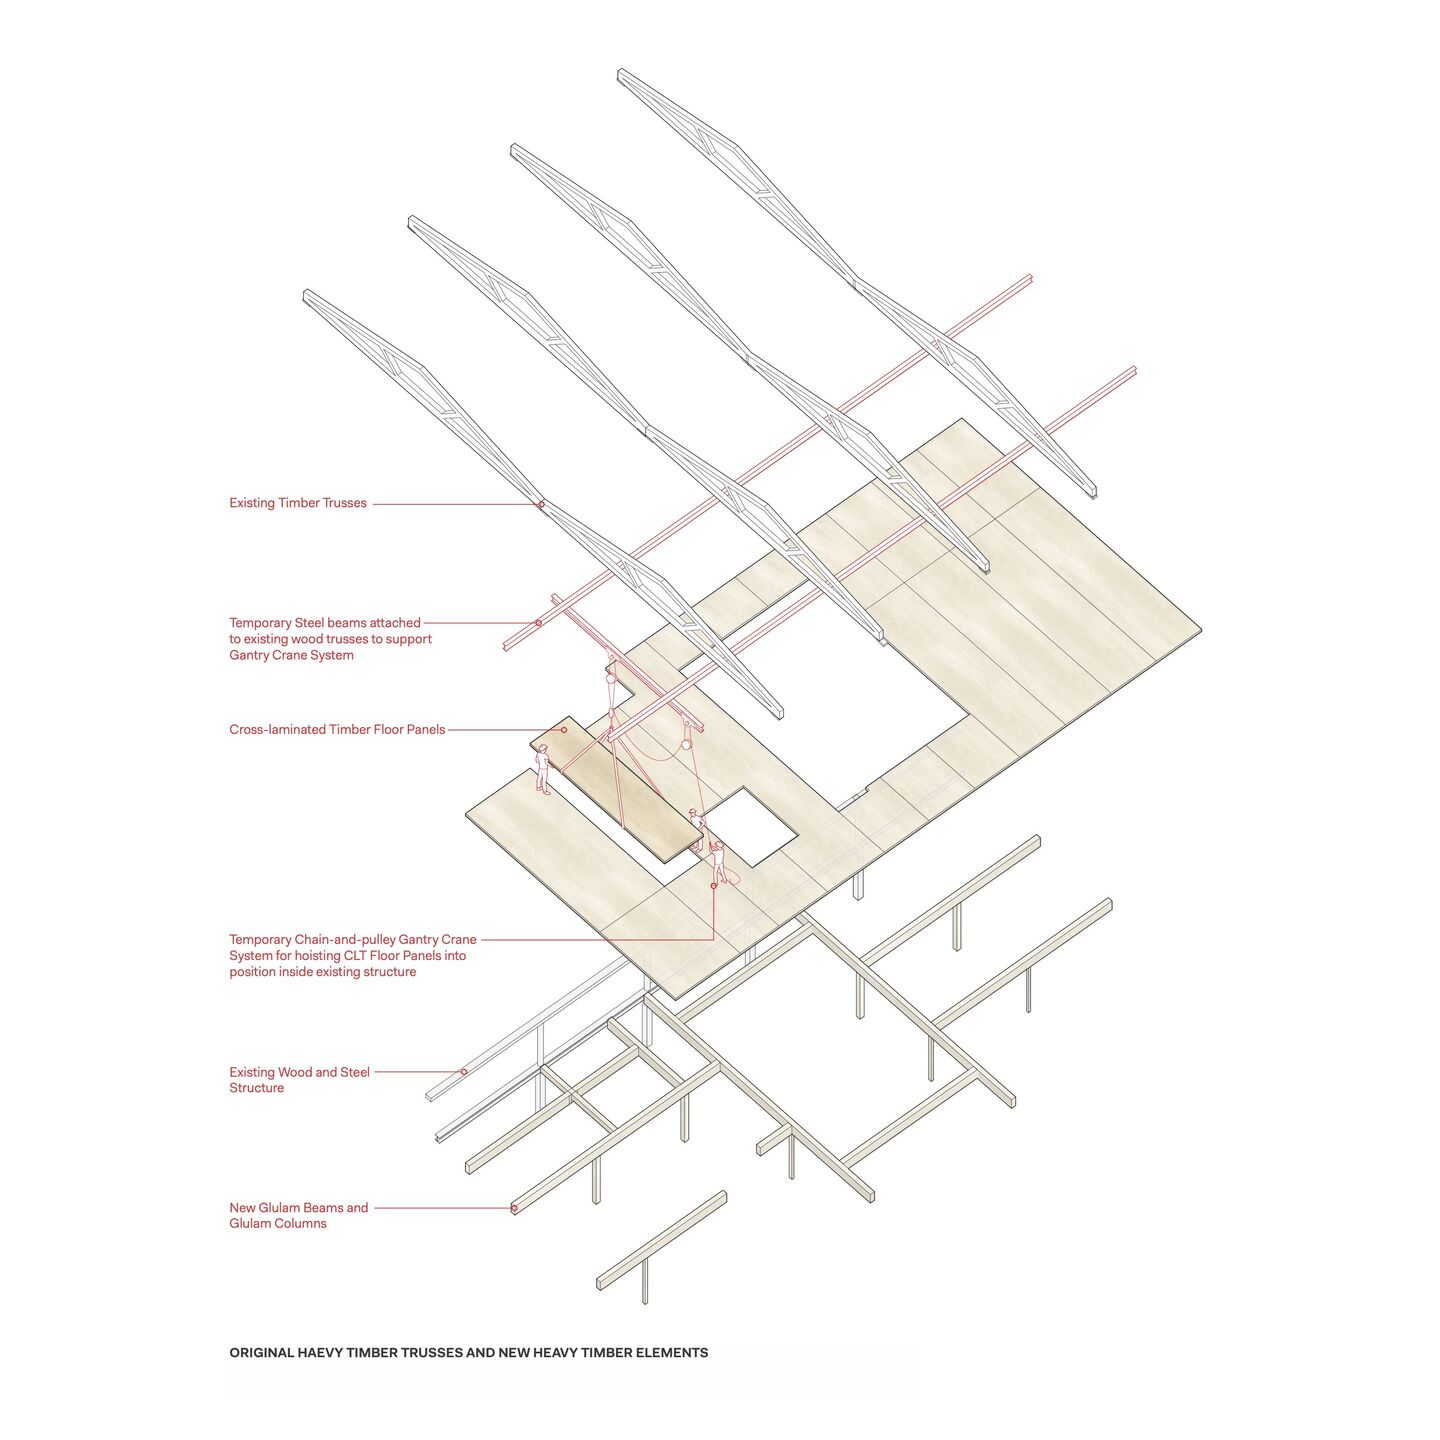 Existing Timber Trusses
Temporary Steel beams attached
to existing wood trusses to support
Gantry Crane System
Cross-laminated Timber Floor Panels
Temporary Chain-and-pulley Gantry Crane
System for hoisting CLT Floor Panels into
position inside existing structure
Existing Wood and Steel
Structure
New Glulam Beams and
Glulam Columns
ORIGINAL HAEVY TIMBER TRUSSES AND NEW HEAVY TIMBER ELEMENTS